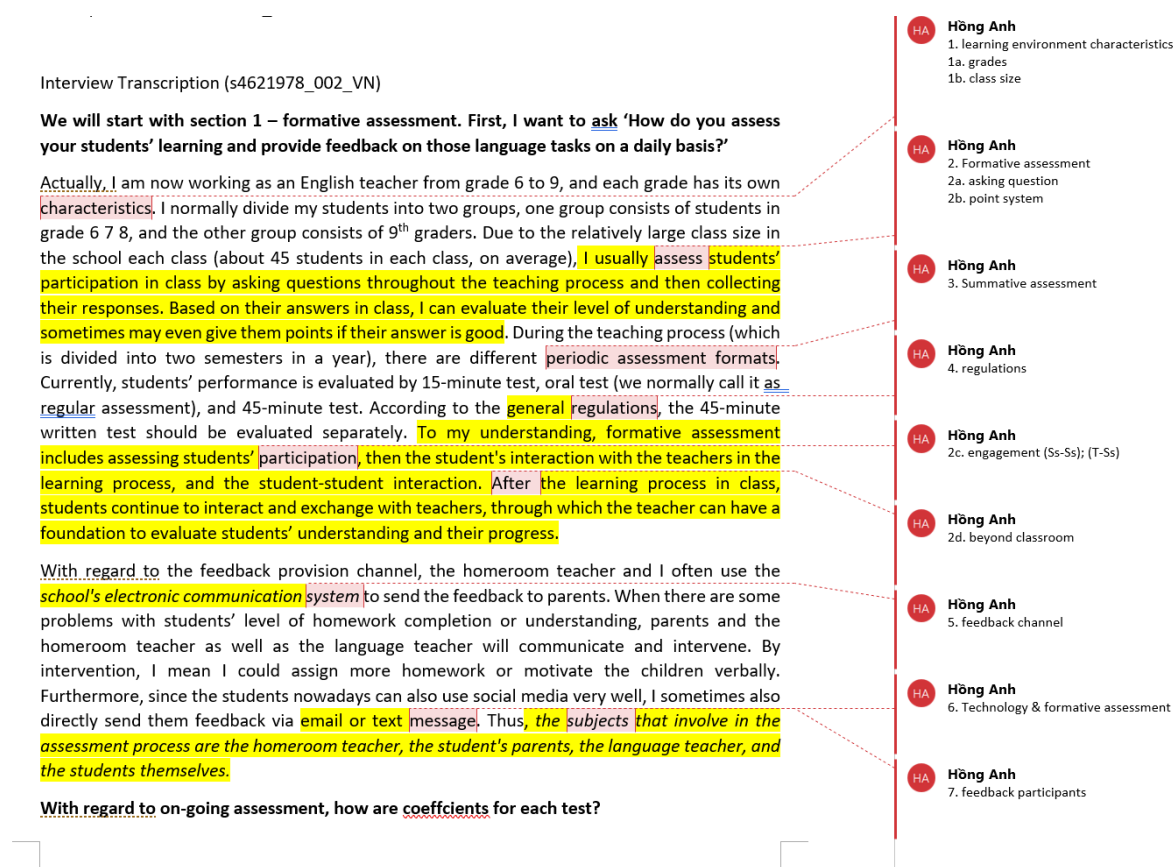 Interview Transcription (s4621978_002_VN)
We will start with section 1 – formative assessment. First, I want to ask ‘How do you assess
your students’ learning and provide feedback on those language tasks on a daily basis?’
Actually, I am now working as an English teacher from grade 6 to 9, and each grade has its own
characteristics. I normally divide my students into two groups, one group consists of students in
grade 6 7 8, and the other group consists of 9th graders. Due to the relatively large class size in
the school each class (about 45 students in each class, on average), I usually assess students’
participation in class by asking questions throughout the teaching process and then collecting
their responses. Based on their answers in class, I can evaluate their level of understanding and
sometimes may even give them points if their answer is good. During the teaching process (which
is divided into two semesters in a year), there are different periodic assessment formats.
Currently, students’ performance is evaluated by 15-minute test, oral test (we normally call it as
regular assessment), and 45-minute test. According to the general regulations, the 45-minute
written test should be evaluated separately. To my understanding, formative assessment
includes assessing students’ participation, then the student's interaction with the teachers in the
learning process, and the student-student interaction. After the learning process in class,
students continue to interact and exchange with teachers, through which the teacher can have a
foundation to evaluate students’ understanding and their progress.
With regard to the feedback provision channel, the homeroom teacher and I often use the
school's electronic communication system to send the feedback to parents. When there are some
problems with students’ level of homework completion or understanding, parents and the
homeroom teacher as well as the language teacher will communicate and intervene. By
intervention, I mean I could assign more homework or motivate the children verbally.
Furthermore, since the students nowadays can also use social media very well, I sometimes also
directly send them feedback via email or text message. Thus, the subjects that involve in the
assessment process are the homeroom teacher, the student's parents, the language teacher, and
the students themselves.
With regard to on-going assessment, how are coeffcients for each test?
HA
Hồng Anh
1. learning environment characteristics
1a. grades
1b. class size
HA
Hồng Anh
2. Formative assessment
2a. asking question
2b. point system
HA
Hồng Anh
3. Summative assessment
HA
Hồng Anh
4. regulations
HA
Hồng Anh
2c. engagement (Ss-Ss); (T-Ss)
HA
Hồng Anh
2d. beyond classroom
HA
Hồng Anh
5. feedback channel
HA
Hồng Anh
6. Technology & formative assessment
HA
Hồng Anh
7. feedback participants